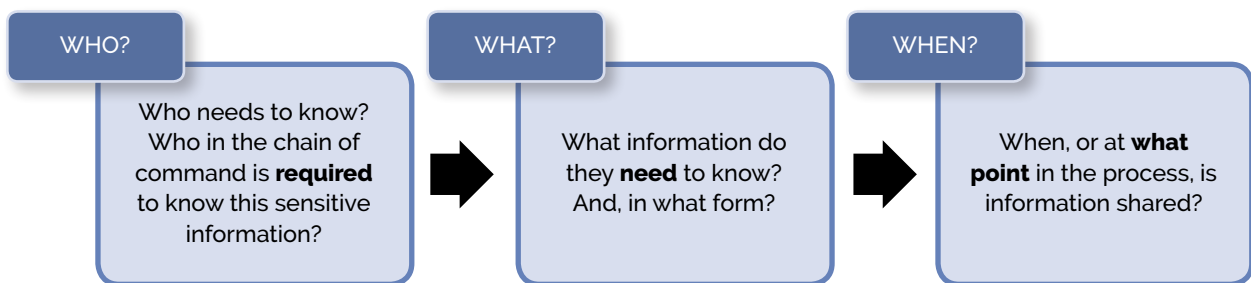 WHO?
Who needs to know?
Who in the chain of
command is required
to know this sensitive
information?
WHAT?
What information do
they need to know?
And, in what form?
WHEN?
When, or at what
point in the process, is
information shared?